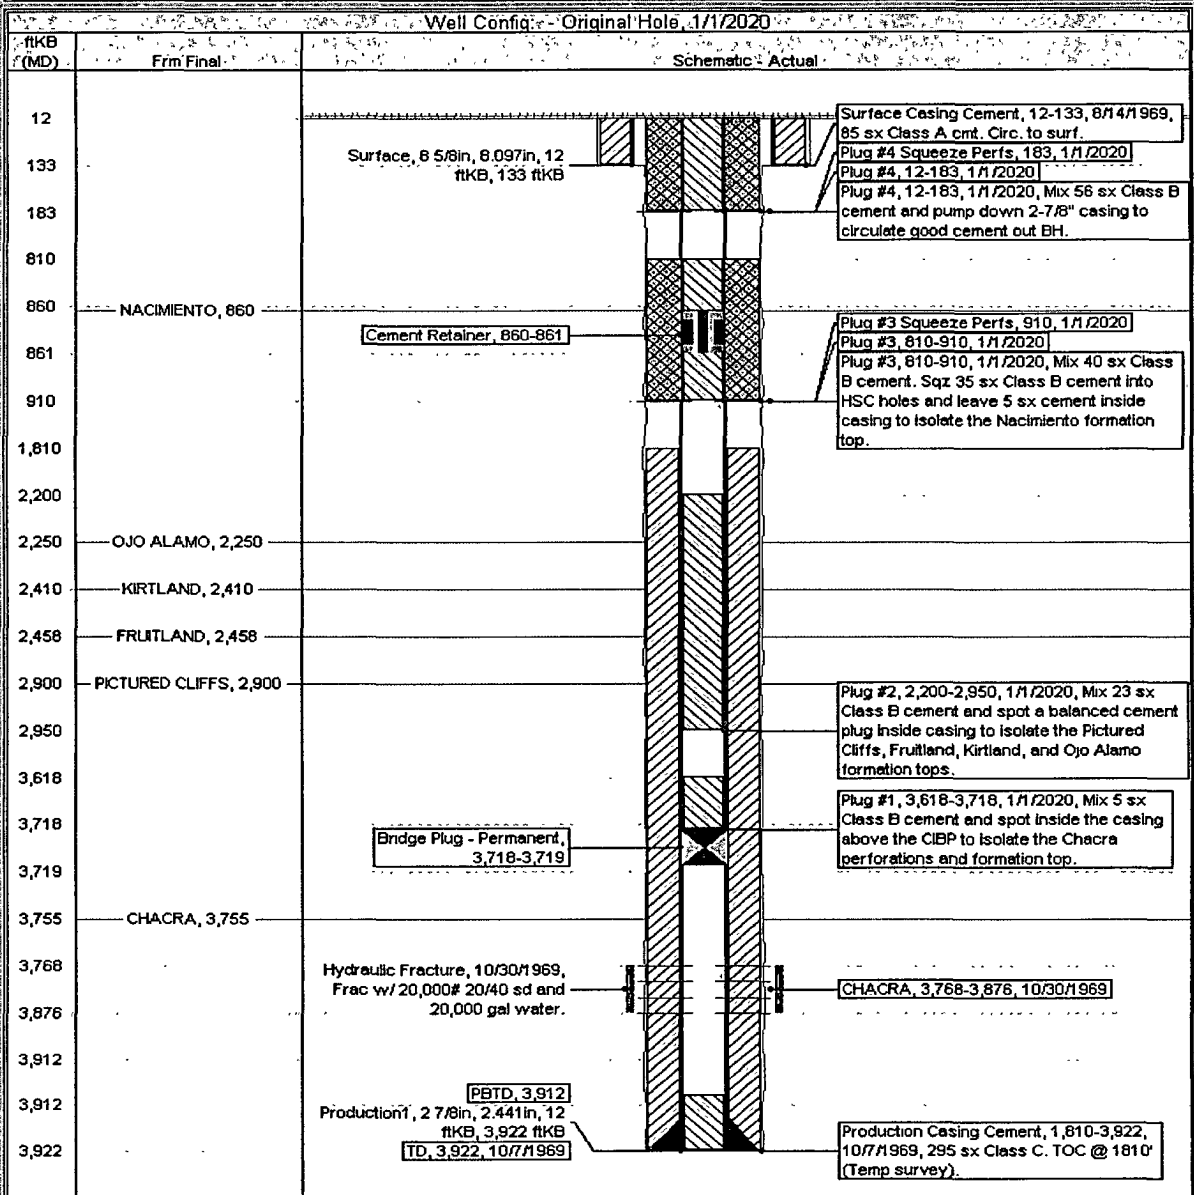 Well Config - Original Hole, 1/1/2020
ftKB
(MD)
Frm Final
Schematic - Actual
12
133
183
810
860
861
910
1,810
2,200
2,250
2,410
2,458
2,900
2,950
3,618
3,718
3,719
3,755
3,768
3,876
3,912
3,912
3,922
NACIMIENTO, 860
OJO ALAMO, 2,250
KIRTLAND, 2,410
FRUITLAND, 2,458
PICTURED CLIFFS, 2,900
CHACRA, 3,755
Surface, 8 5/8in, 8.097in, 12
ftKB, 133 ftKB
Cement Retainer, 860-861
Bridge Plug - Permanent,
3,718-3,719
Hydraulic Fracture, 10/30/1969,
Frac w/ 20,000# 20/40 sd and
20,000 gal water.
PBTD, 3,912
Production1, 2 7/8in, 2.441in, 12
ftKB, 3,922 ftKB
TD, 3,922, 10/7/1969
Surface Casing Cement, 12-133, 8/14/1969,
85 sx Class A cmt. Circ. to surf.
Plug #4 Squeeze Perfs, 183, 1/1/2020
Plug #4, 12-183, 1/1/2020
Plug #4, 12-183, 1/1/2020, Mix 56 sx Class B
cement and pump down 2-7/8" casing to
circulate good cement out BH.
Plug #3 Squeeze Perfs, 910, 1/1/2020
Plug #3, 810-910, 1/1/2020
Plug #3, 810-910, 1/1/2020, Mix 40 sx Class
B cement. Sqz 35 sx Class B cement into
HSC holes and leave 5 sx cement inside
casing to isolate the Nacimiento formation
top.
Plug #2, 2,200-2,950, 1/1/2020, Mix 23 sx
Class B cement and spot a balanced cement
plug inside casing to isolate the Pictured
Cliffs, Fruitland, Kirtland, and Ojo Alamo
formation tops.
Plug #1, 3,618-3,718, 1/1/2020, Mix 5 sx
Class B cement and spot inside the casing
above the CIBP to isolate the Chacra
perforations and formation top.
CHACRA, 3,768-3,876, 10/30/1969
Production Casing Cement, 1,810-3,922,
10/7/1969, 295 sx Class C. TOC @ 1810'
(Temp survey).